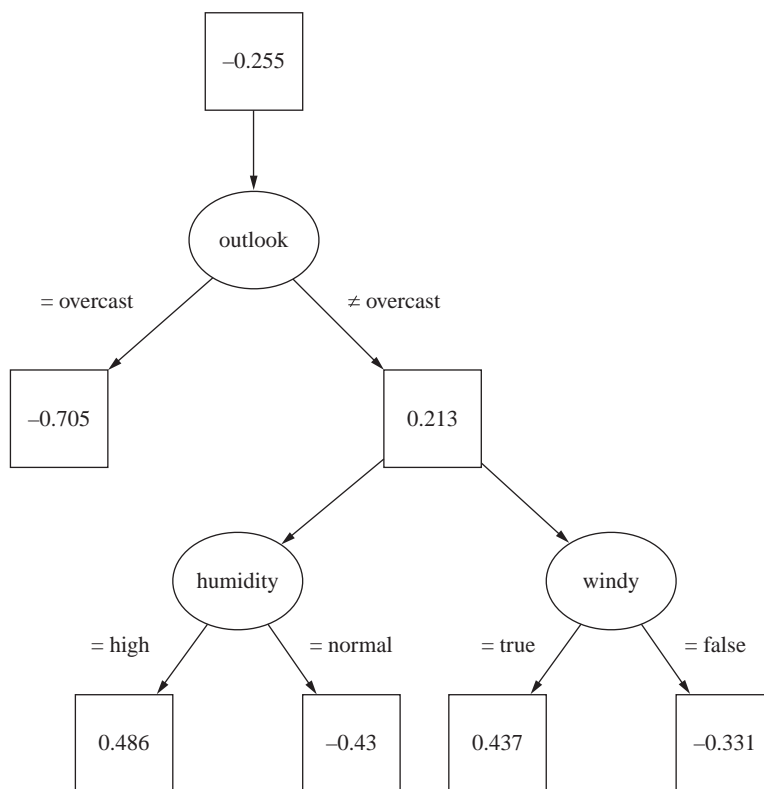 –0.255
outlook
= overcast
≠ overcast
–0.705
0.213
humidity
windy
= high
= normal
= true
= false
0.486
–0.43
0.437
–0.331